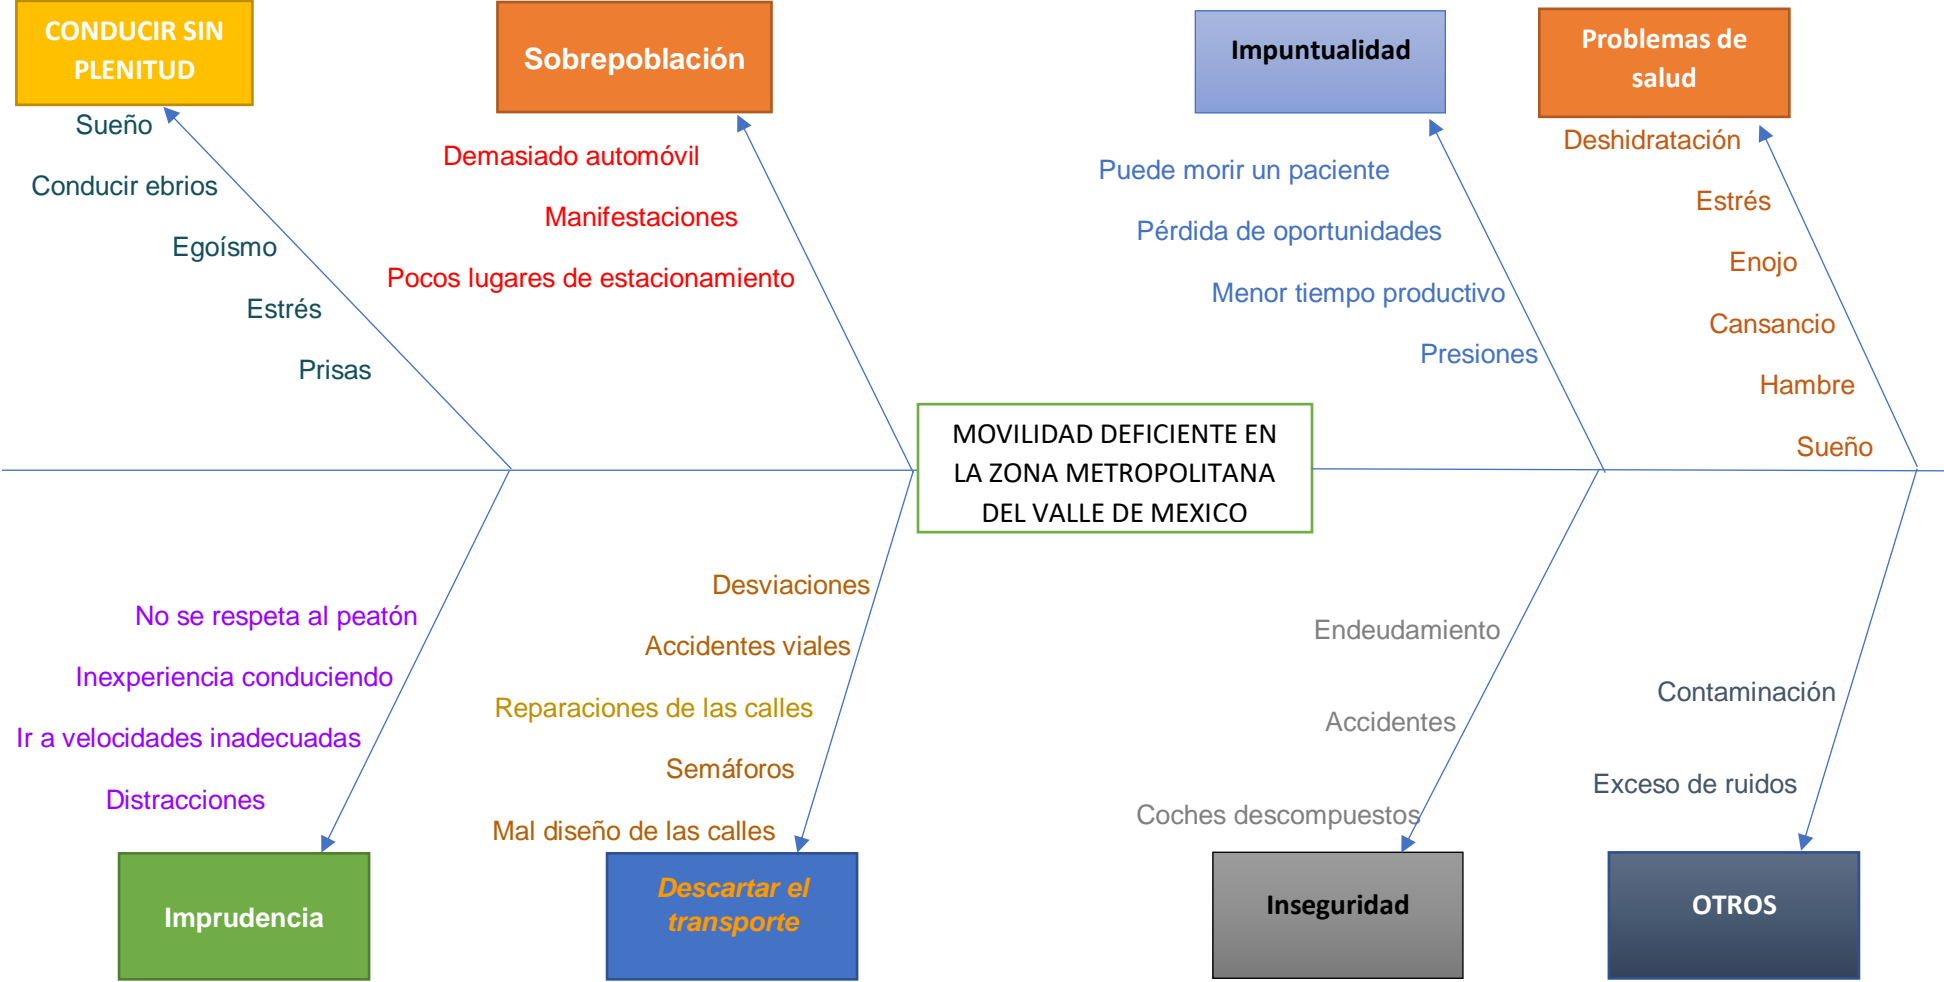 CONDUCIR SIN
PLENITUD
Sueño
Conducir ebrios
Egoísmo
Estrés
Prisas
Sobrepoblación
Demasiado automóvil
Manifestaciones
Pocos lugares de estacionamiento
Impuntualidad
Puede morir un paciente
Pérdida de oportunidades
Menor tiempo productivo
Presiones
Problemas de
salud
Deshidratación
Estrés
Enojo
Cansancio
Hambre
Sueño
MOVILIDAD DEFICIENTE EN
LA ZONA METROPOLITANA
DEL VALLE DE MEXICO
No se respeta al peatón
Inexperiencia conduciendo
Ir a velocidades inadecuadas
Distracciones
Imprudencia
Desviaciones
Accidentes viales
Reparaciones de las calles
Semáforos
Mal diseño de las calles
Descartar el
transporte
Endeudamiento
Accidentes
Coches descompuestos
Inseguridad
Contaminación
Exceso de ruidos
OTROS